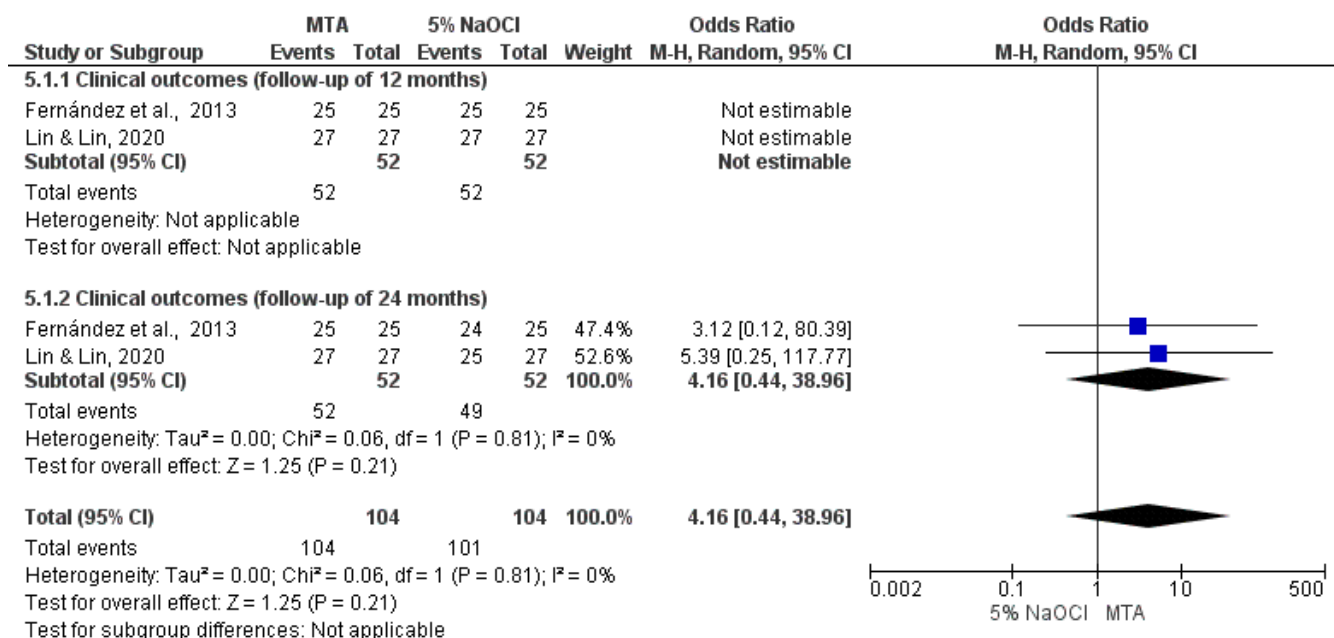 MTA 5% NaOCl Odds Ratio Odds Ratio
Study or Subgroup Events Total Events Total Weight M-H, Random, 95% CI M-H, Random, 95% CI
5.1.1 Clinical outcomes (follow-up of 12 months)
Fernández et al., 2013 25 25 25 25 Not estimable
Lin & Lin, 2020 27 27 27 27 Not estimable
Subtotal (95% CI) 52 52 Not estimable
Total events 52 52
Heterogeneity: Not applicable
Test for overall effect: Not applicable
5.1.2 Clinical outcomes (follow-up of 24 months)
Fernández et al., 2013 25 25 24 25 47.4% 3.12 [0.12, 80.39]
Lin & Lin, 2020 27 27 25 27 52.6% 5.39 [0.25, 117.77]
Subtotal (95% CI) 52 52 100.0% 4.16 [0.44, 38.96]
Total events 52 49
Heterogeneity: Tau² = 0.00; Chi² = 0.06, df = 1 (P = 0.81); I² = 0%
Test for overall effect: Z = 1.25 (P = 0.21)
Total (95% CI) 104 104 100.0% 4.16 [0.44, 38.96]
Total events 104 101
Heterogeneity: Tau² = 0.00; Chi² = 0.06, df = 1 (P = 0.81); I² = 0%
Test for overall effect: Z = 1.25 (P = 0.21)
Test for subgroup differences: Not applicable
0.002 0.1 1 10 500
5% NaOCl MTA